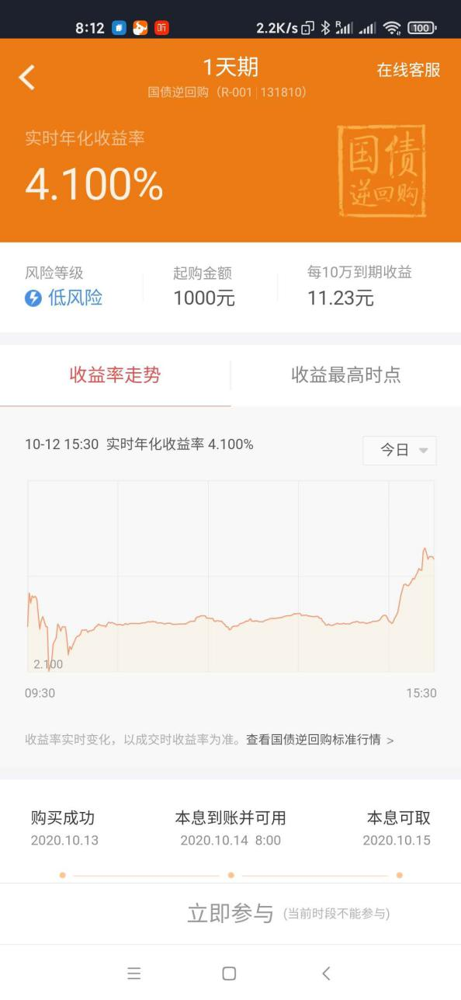 8:12 听 2.2K/s R 100
1天期
在线客服
国债逆回购（R-001 | 131810）
实时年化收益率
4.100%
国债
逆回购
风险等级 起购金额 每10万到期收益
低风险 1000元 11.23元
收益率走势 收益最高时点
10-12 15:30 实时年化收益率 4.100% 今日
2.100
09:30 15:30
收益率实时变化，以成交时收益率为准。查看国债逆回购标准行情 >
购买成功 本息到账并可用 本息可取
2020.10.13 2020.10.14 8:00 2020.10.15
立即参与 (当前时段不能参与)